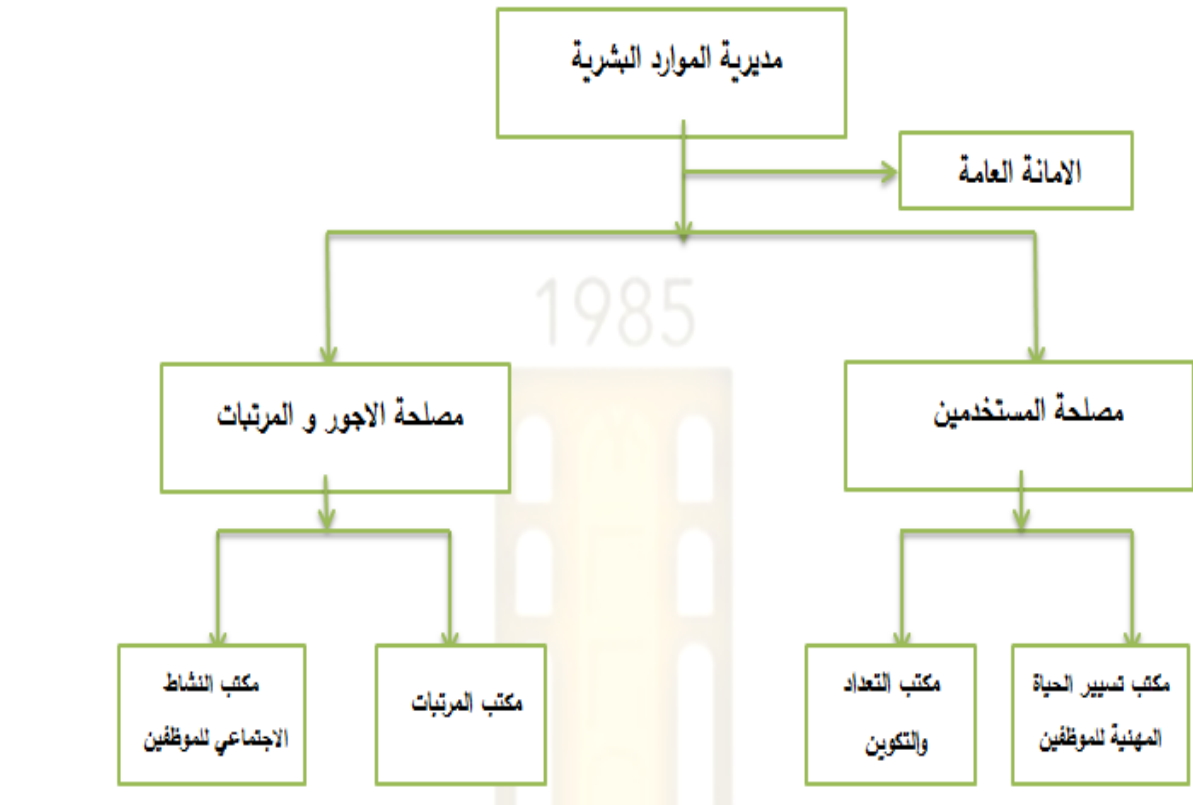 مديرية الموارد البشرية
الامانة العامة
1985
مصلحة المستخدمين
مصلحة الاجور و المرتبات
مكتب تسيير الحياة
المهنية للموظفين
مكتب التعداد
والتكوين
مكتب المرتبات
مكتب النشاط
الاجتماعي للموظفين